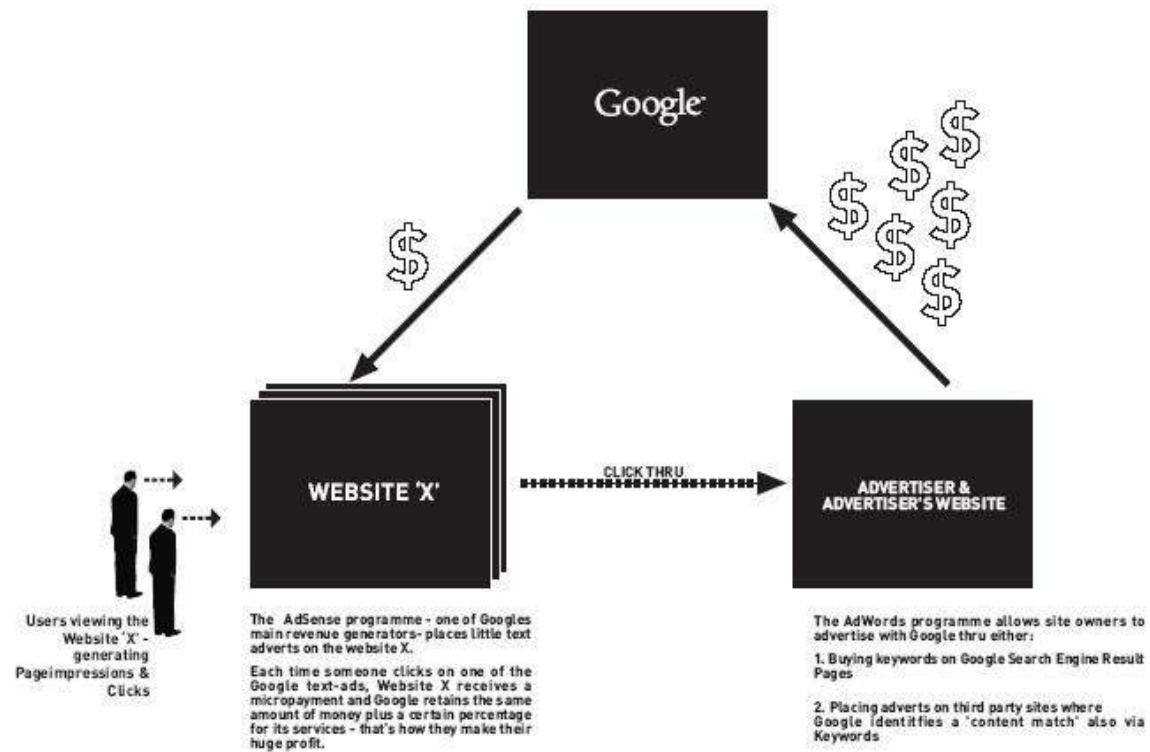 Google™
$
$
$
$
$
$
$
WEBSITE 'X'
CLICK THRU
ADVERTISER &
ADVERTISER'S WEBSITE
Users viewing the
Website 'X' -
generating
Pageimpressions &
Clicks
The AdSense programme - one of Googles
main revenue generators- places little text
adverts on the website X.
Each time someone clicks on one of the
Google text-ads, Website X receives a
micropayment and Google retains the same
amount of money plus a certain percentage
for its services - that's how they make their
huge profit.
The AdWords programme allows site owners to
advertise with Google thru either:
1. Buying keywords on Google Search Engine Result
Pages
2. Placing adverts on third party sites where
Google identitfies a 'content match' also via
Keywords